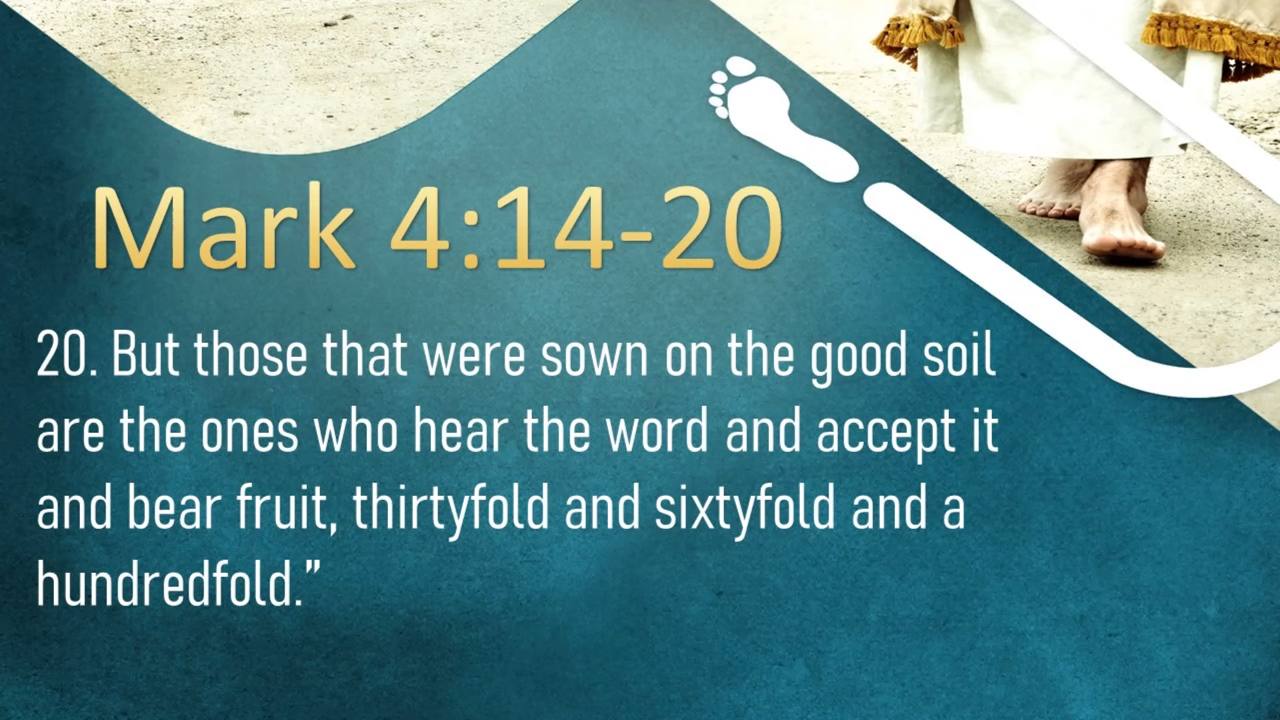 Mark 4:14-20
20. But those that were sown on the good soil
are the ones who hear the word and accept it
and bear fruit, thirtyfold and sixtyfold and a
hundredfold.”